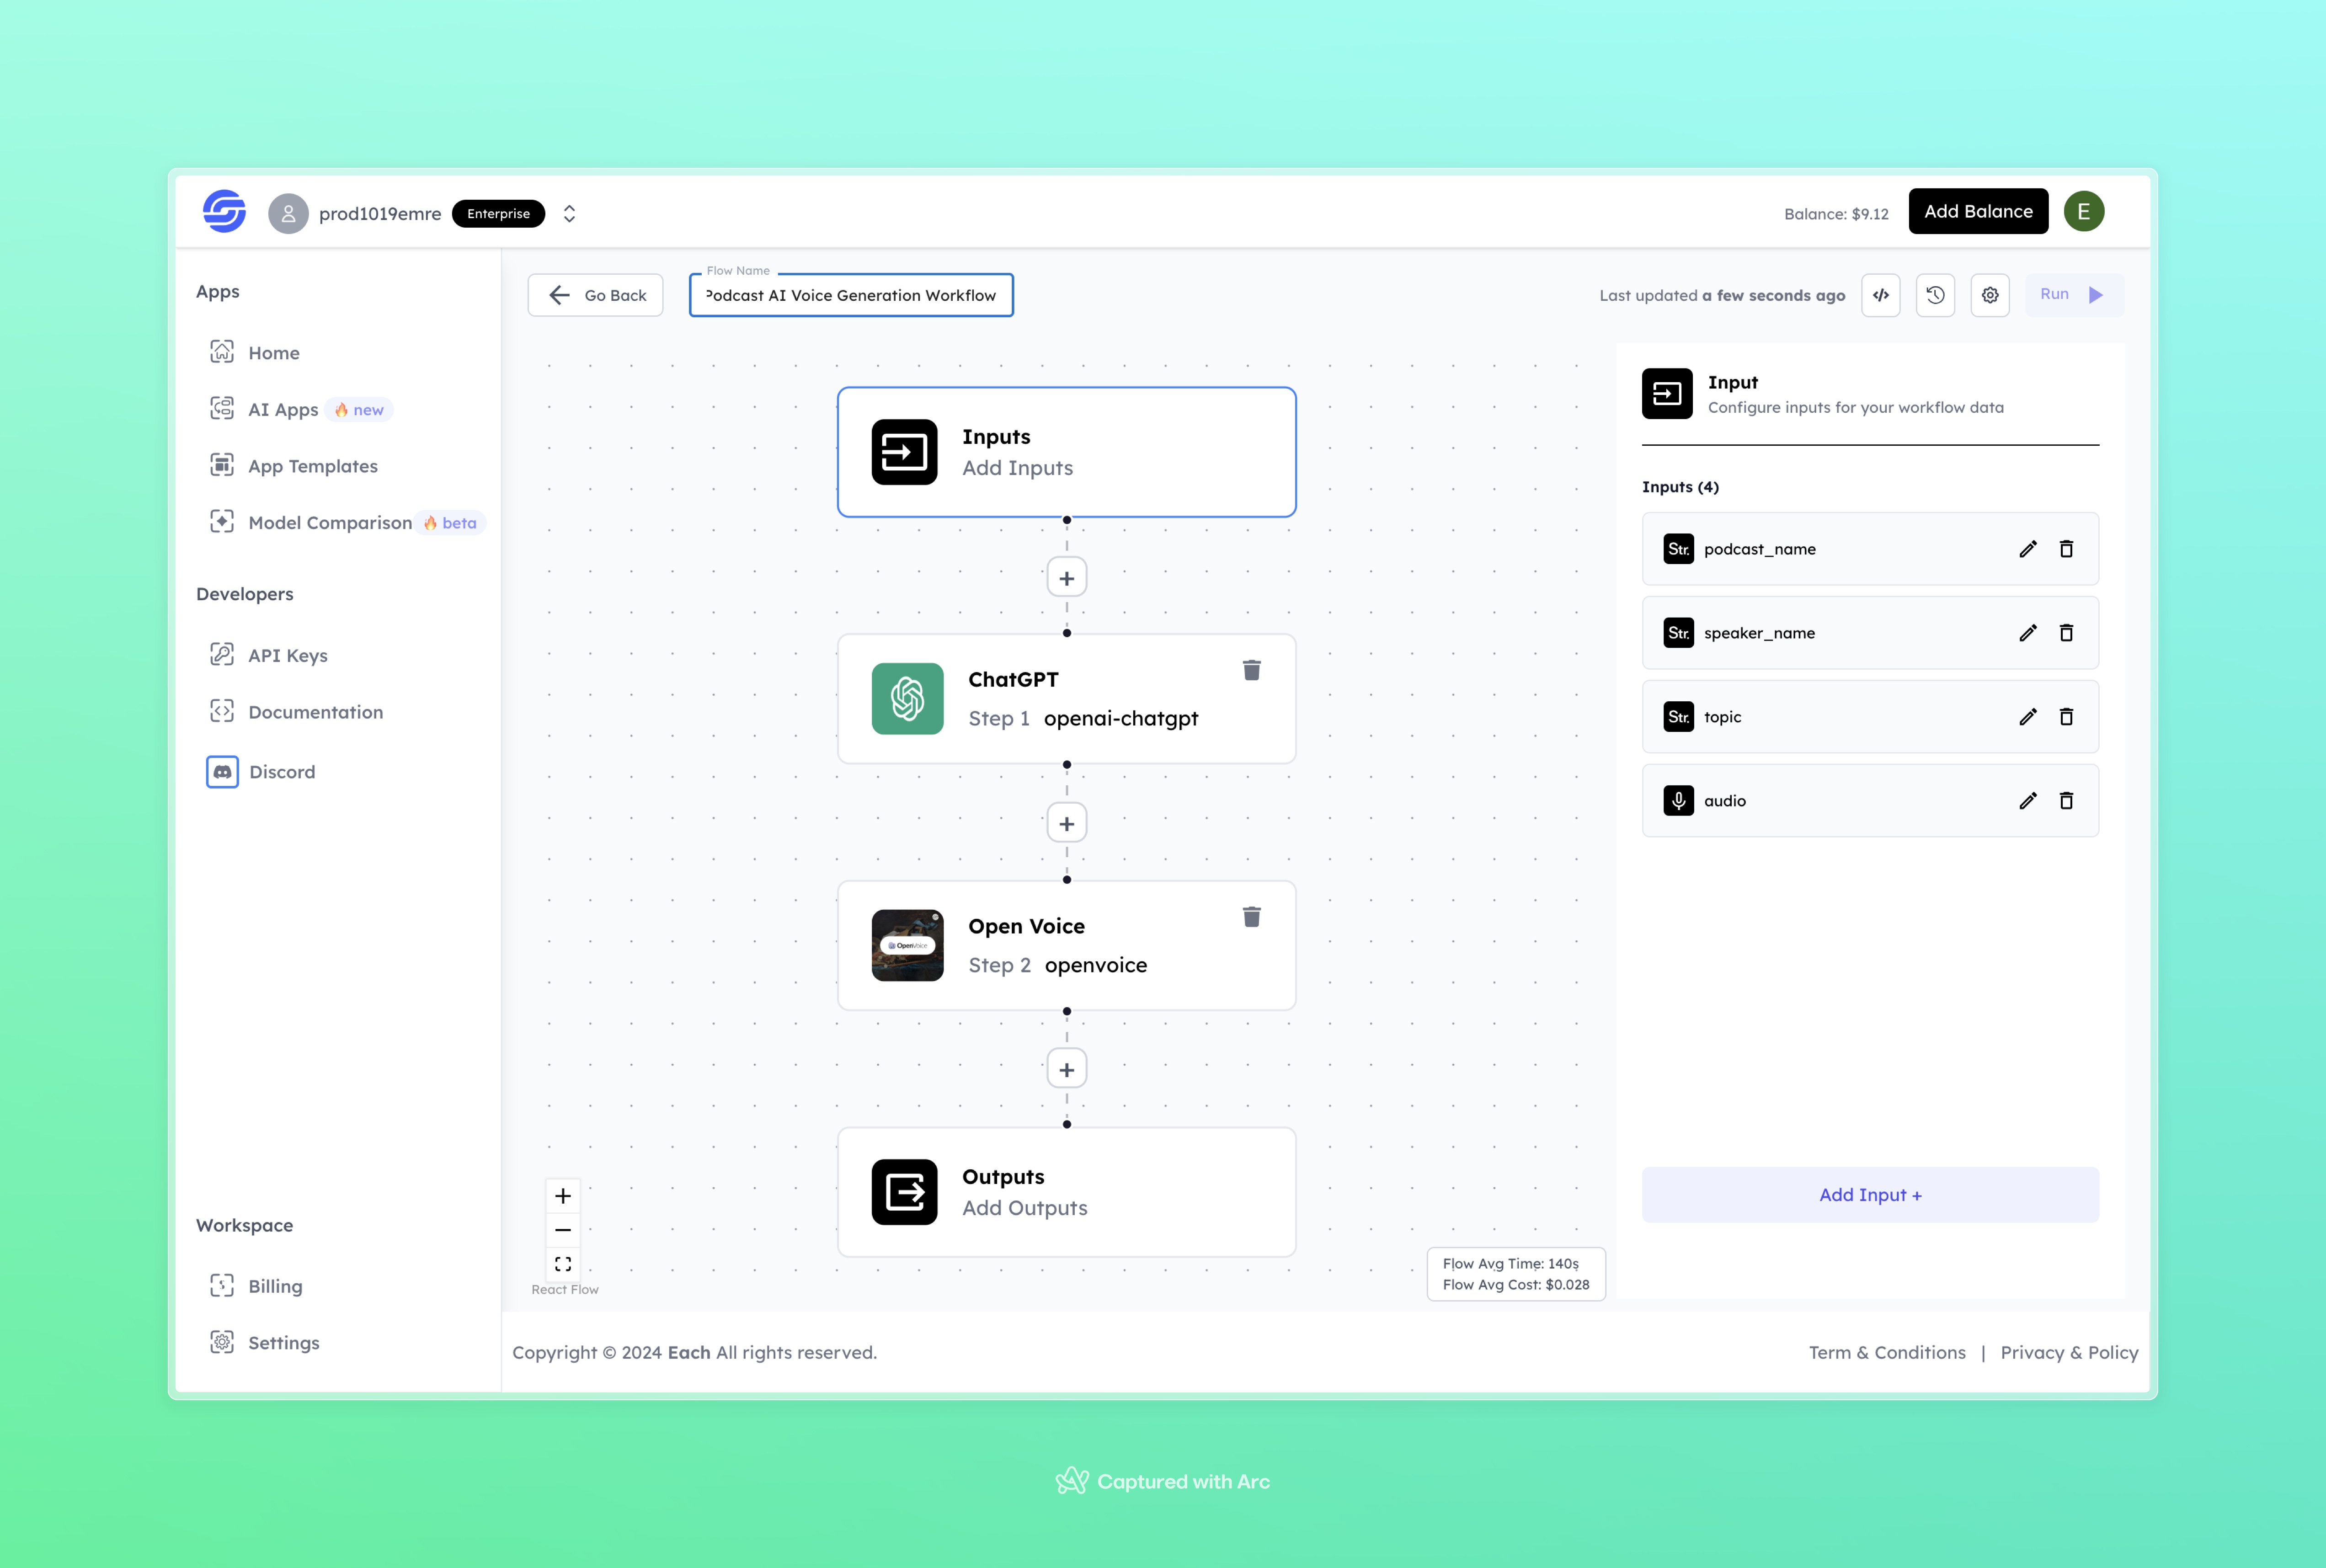 prod1019emre Enterprise
Balance: $9.12 Add Balance E
Apps
Home
AI Apps 🔥 new
App Templates
Model Comparison 🔥 beta
Developers
API Keys
Documentation
Discord
Workspace
Billing
Settings
Go Back
Flow Name
Podcast AI Voice Generation Workflow
Last updated a few seconds ago
</>
Run
Inputs
Add Inputs
+
ChatGPT
Step 1 openai-chatgpt
+
OpenVoice
Open Voice
Step 2 openvoice
+
Outputs
Add Outputs
React Flow
Flow Avg Time: 140s
Flow Avg Cost: $0.028
Input
Configure inputs for your workflow data
Inputs (4)
Str. podcast_name
Str. speaker_name
Str. topic
audio
Add Input +
Copyright © 2024 Each All rights reserved.
Term & Conditions | Privacy & Policy
Captured with Arc